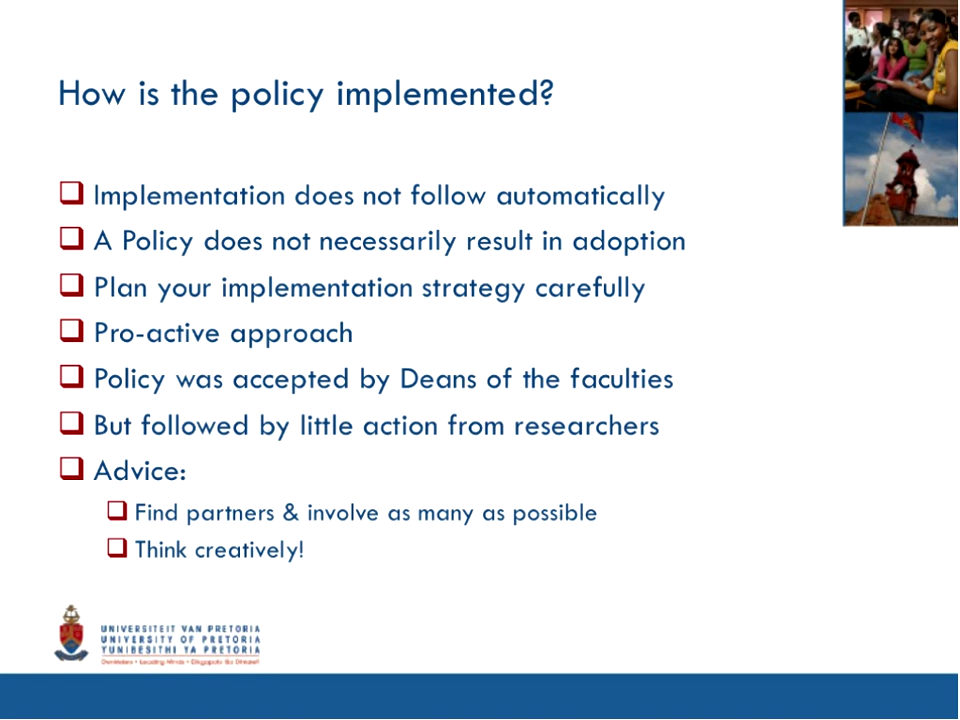 How is the policy implemented?
Implementation does not follow automatically
A Policy does not necessarily result in adoption
Plan your implementation strategy carefully
Pro-active approach
Policy was accepted by Deans of the faculties
But followed by little action from researchers
Advice:
Find partners & involve as many as possible
Think creatively!
UNIVERSITEIT VAN PRETORIA
UNIVERSITY OF PRETORIA
YUNIBESITHI YA PRETORIA
Leading Minds